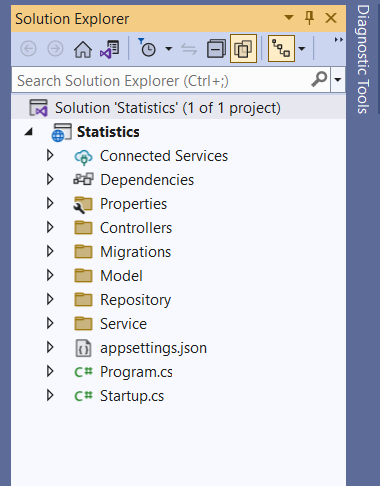 Solution Explorer
Search Solution Explorer (Ctrl+;)
Solution 'Statistics' (1 of 1 project)
Statistics
Connected Services
Dependencies
Properties
Controllers
Migrations
Model
Repository
Service
appsettings.json
C# Program.cs
C# Startup.cs
Diagnostic Tools